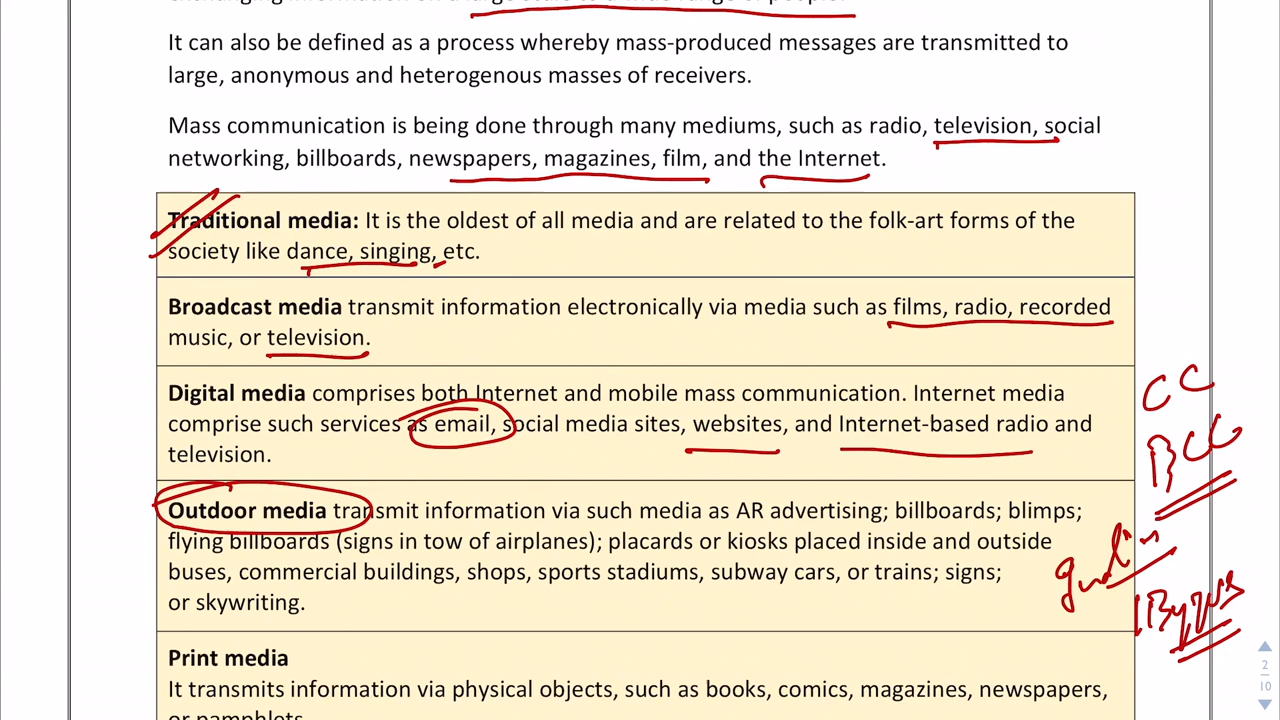 It can also be defined as a process whereby mass-produced messages are transmitted to
large, anonymous and heterogenous masses of receivers.
Mass communication is being done through many mediums, such as radio, television, social
networking, billboards, newspapers, magazines, film, and the Internet.
Traditional media: It is the oldest of all media and are related to the folk-art forms of the
society like dance, singing, etc.
Broadcast media transmit information electronically via media such as films, radio, recorded
music, or television.
Digital media comprises both Internet and mobile mass communication. Internet media
comprise such services as email, social media sites, websites, and Internet-based radio and
television.
CC
BCC
Outdoor media transmit information via such media as AR advertising; billboards; blimps;
flying billboards (signs in tow of airplanes); placards or kiosks placed inside and outside
buses, commercial buildings, shops, sports stadiums, subway cars, or trains; signs;
or skywriting.
Print media
It transmits information via physical objects, such as books, comics, magazines, newspapers,
or pamphlets.
2
10